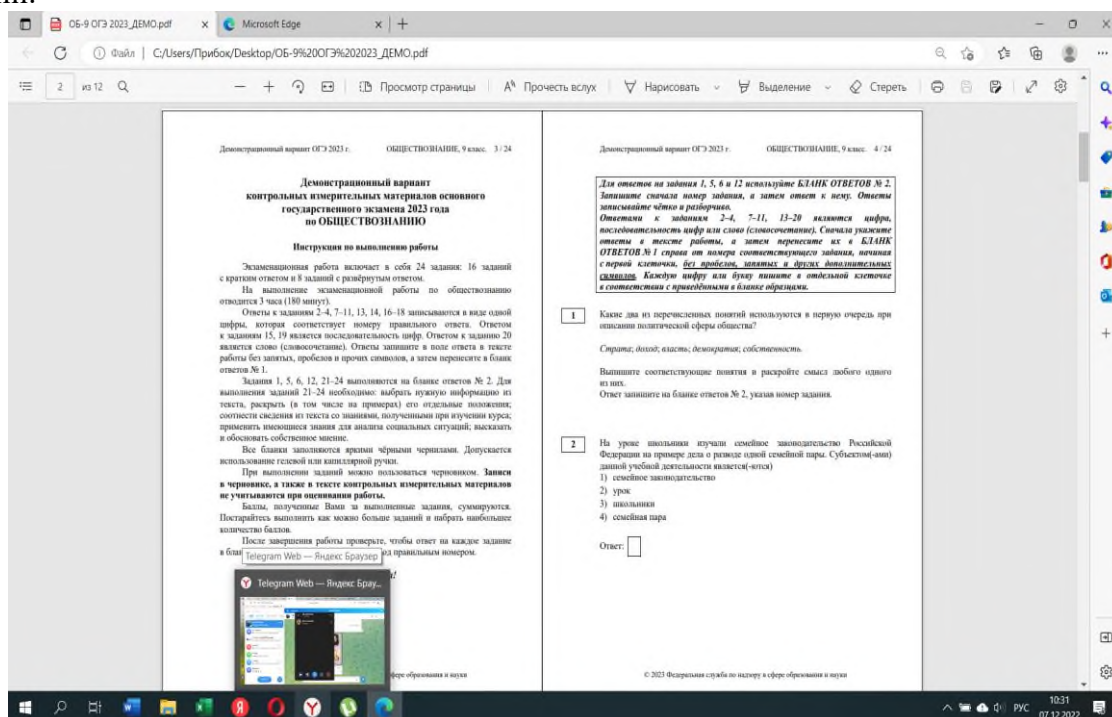 ОБ-9 ОГЭ 2023_ДЕМО.pdf
Microsoft Edge
Файл
C:/Users/Прибок/Desktop/ОБ-9%20ОГЭ%202023_ДЕМО.pdf
2 из 12
Просмотр страницы
Прочесть вслух
Нарисовать
Выделение
Стереть
Демонстрационный вариант ОГЭ 2023 г. ОБЩЕСТВОЗНАНИЕ, 9 класс. 3 / 24
Демонстрационный вариант
контрольных измерительных материалов основного
государственного экзамена 2023 года
по ОБЩЕСТВОЗНАНИЮ
Инструкция по выполнению работы
Экзаменационная работа включает в себя 24 задания: 16 заданий
с кратким ответом и 8 заданий с развёрнутым ответом.
На выполнение экзаменационной работы по обществознанию
отводится 3 часа (180 минут).
Ответы к заданиям 2–4, 7–11, 13, 14, 16–18 записываются в виде одной
цифры, которая соответствует номеру правильного ответа. Ответом
к заданиям 15, 19 является последовательность цифр. Ответом к заданию 20
является слово (словосочетание). Ответы запишите в поле ответа в тексте
работы без запятых, пробелов и прочих символов, а затем перенесите в бланк
ответов № 1.
Задания 1, 5, 6, 12, 21–24 выполняются на бланке ответов № 2. Для
выполнения заданий 21–24 необходимо: выбрать нужную информацию из
текста, раскрыть (в том числе на примерах) его отдельные положения;
соотнести сведения из текста со знаниями, полученными при изучении курса;
применить имеющиеся знания для анализа социальных ситуаций; высказать
и обосновать собственное мнение.
Все бланки заполняются яркими чёрными чернилами. Допускается
использование гелевой или капиллярной ручки.
При выполнении заданий можно пользоваться черновиком. Записи
в черновике, а также в тексте контрольных измерительных материалов
не учитываются при оценивании работы.
Баллы, полученные Вами за выполненные задания, суммируются.
Постарайтесь выполнить как можно больше заданий и набрать наибольшее
количество баллов.
После завершения работы проверьте, чтобы ответ на каждое задание
в правильным номером.
Telegram Web — Яндекс Браузер
Telegram Web — Яндекс Брау...
сфере образования и науки
Демонстрационный вариант ОГЭ 2023 г. ОБЩЕСТВОЗНАНИЕ, 9 класс. 4 / 24
Для ответов на задания 1, 5, 6 и 12 используйте БЛАНК ОТВЕТОВ № 2.
Запишите сначала номер задания, а затем ответ к нему. Ответы
записывайте чётко и разборчиво.
Ответами к заданиям 2–4, 7–11, 13–20 являются цифра,
последовательность цифр или слово (словосочетание). Сначала укажите
ответы в тексте работы, а затем перенесите их в БЛАНК
ОТВЕТОВ № 1 справа от номера соответствующего задания, начиная
с первой клеточки, без пробелов, запятых и других дополнительных
символов. Каждую цифру или букву пишите в отдельной клеточке
в соответствии с приведёнными в бланке образцами.
1 Какие два из перечисленных понятий используются в первую очередь при
описании политической сферы общества?
Страта; доход; власть; демократия; собственность.
Выпишите соответствующие понятия и раскройте смысл любого одного
из них.
Ответ запишите на бланке ответов № 2, указав номер задания.
2 На уроке школьники изучали семейное законодательство Российской
Федерации на примере дела о разводе одной семейной пары. Субъектом(-ами)
данной учебной деятельности является(-ются)
1) семейное законодательство
2) урок
3) школьники
4) семейная пара
Ответ:
© 2023 Федеральная служба по надзору в сфере образования и науки
РУС
10:31
07.12.2022